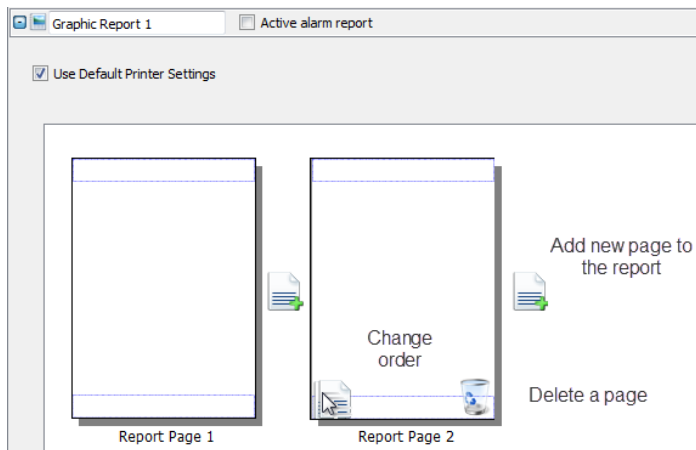 Graphic Report 1
Active alarm report
Use Default Printer Settings
Add new page to
the report
Change
order
Delete a page
Report Page 1
Report Page 2